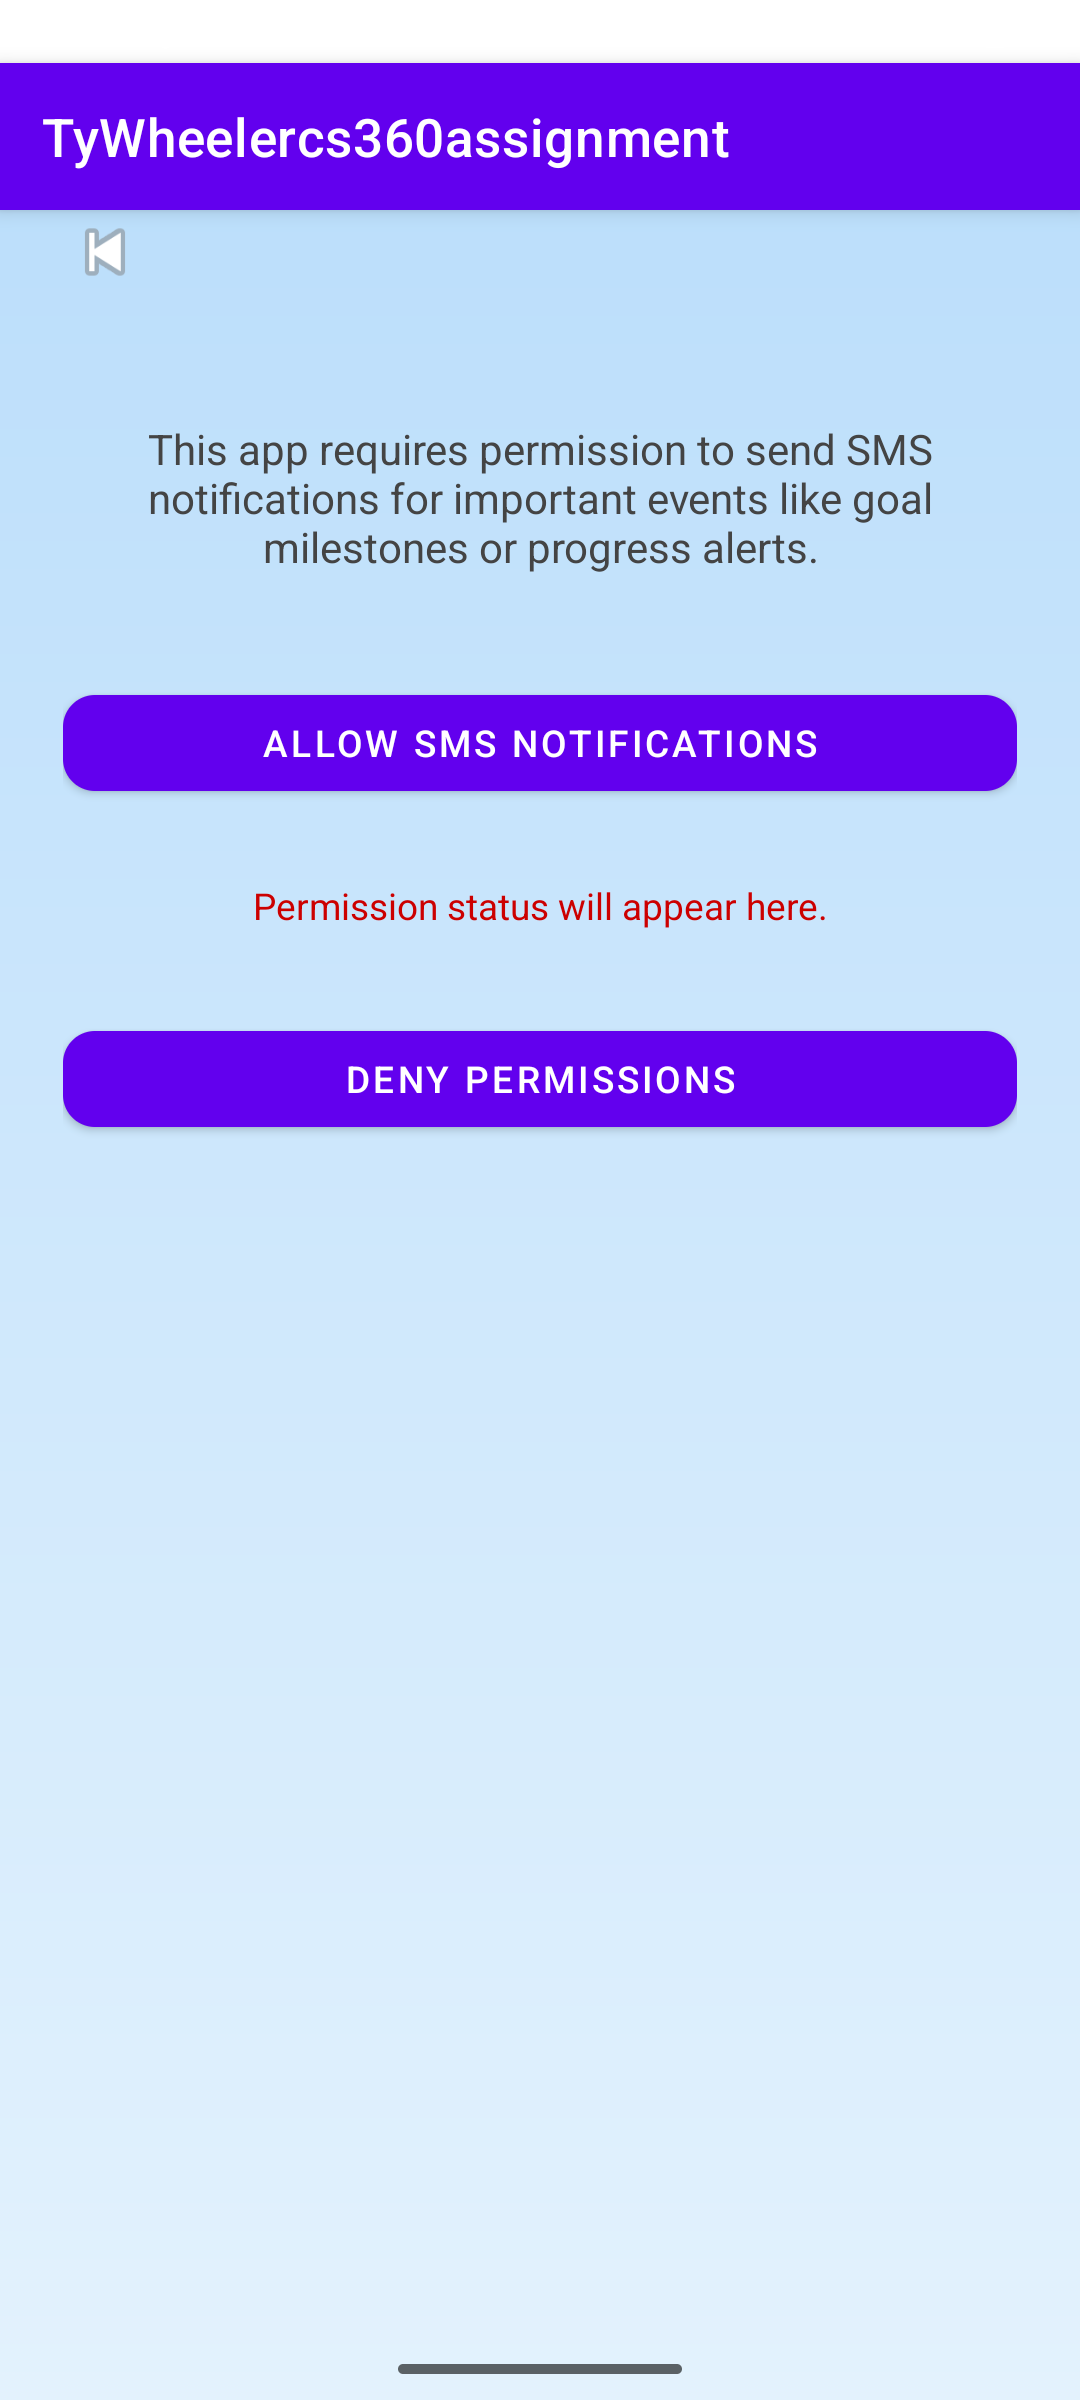 TyWheelercs360assignment
This app requires permission to send SMS
notifications for important events like goal
milestones or progress alerts.
ALLOW SMS NOTIFICATIONS
Permission status will appear here.
DENY PERMISSIONS